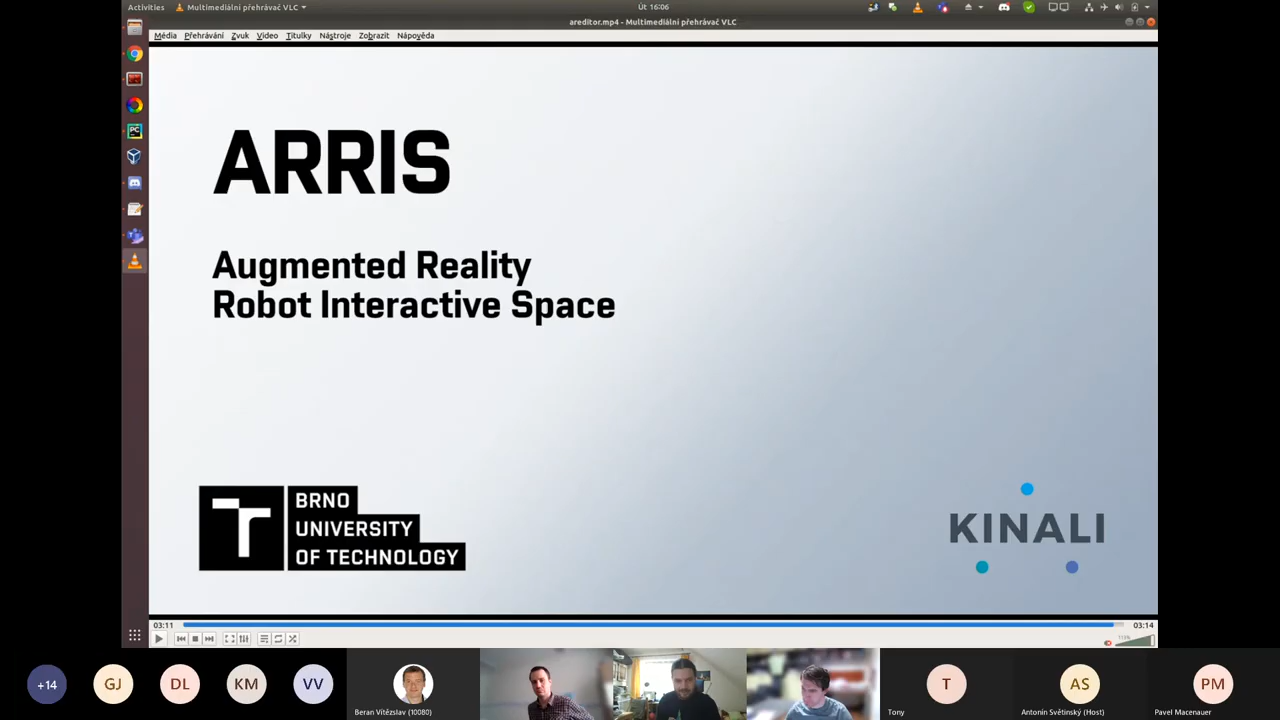 Activities
Multimediální přehrávač VLC
Út 16:06
areditor.mp4 - Multimediální přehrávač VLC
Média Přehrávání Zvuk Video Titulky Nástroje Zobrazit Nápověda
ARRIS
Augmented Reality
Robot Interactive Space
T
BRNO
UNIVERSITY
OF TECHNOLOGY
KINALI
03:11
03:14
+14
GJ
DL
KM
VV
Beran Vítězslav (10080)
T
Tony
AS
Antonín Světinský (Host)
PM
Pavel Macenauer